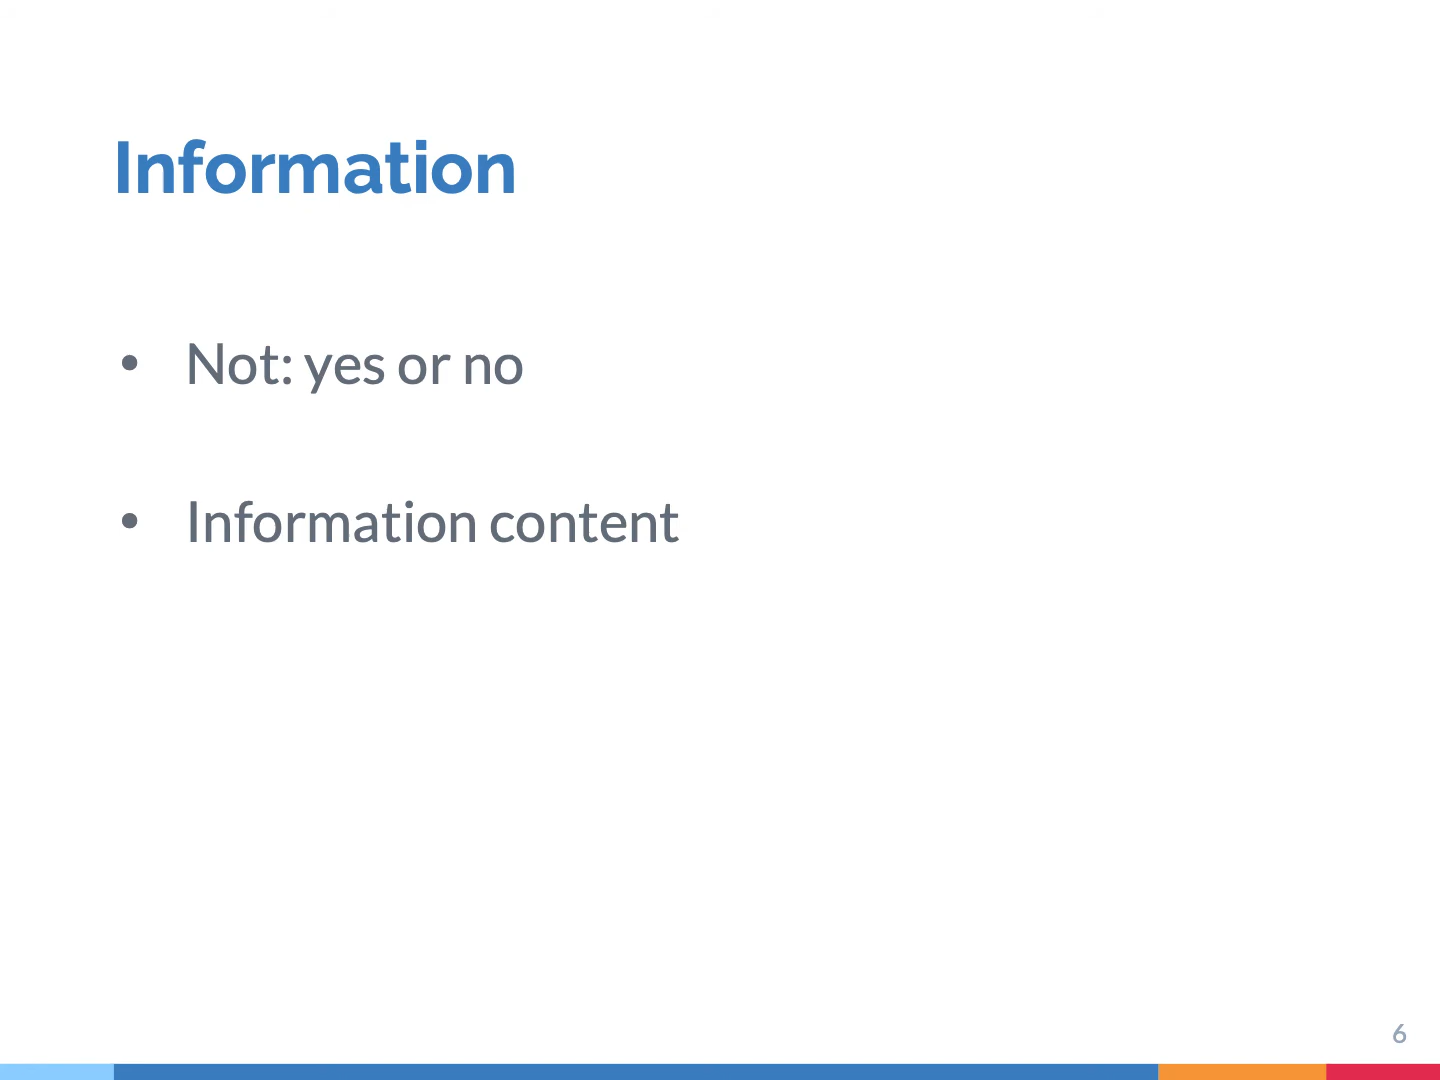 Information
• Not: yes or no
• Information content
6